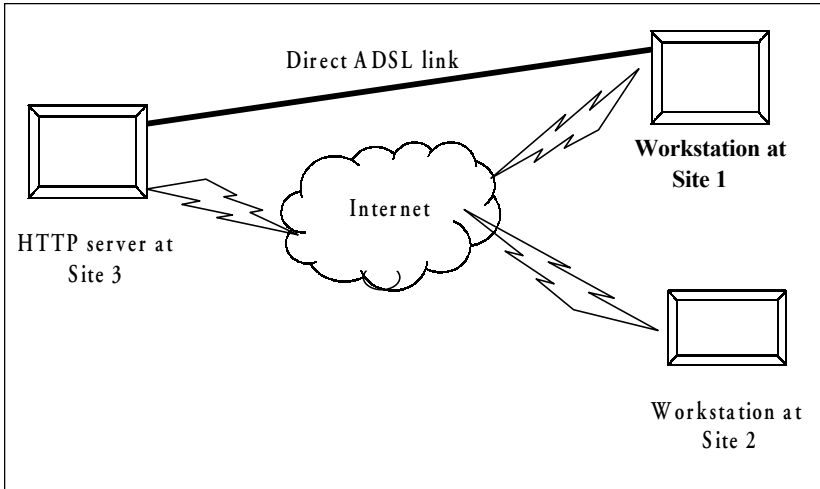 Direct ADSL link
Workstation at
Site 1
Internet
HTTP server at
Site 3
Workstation at
Site 2